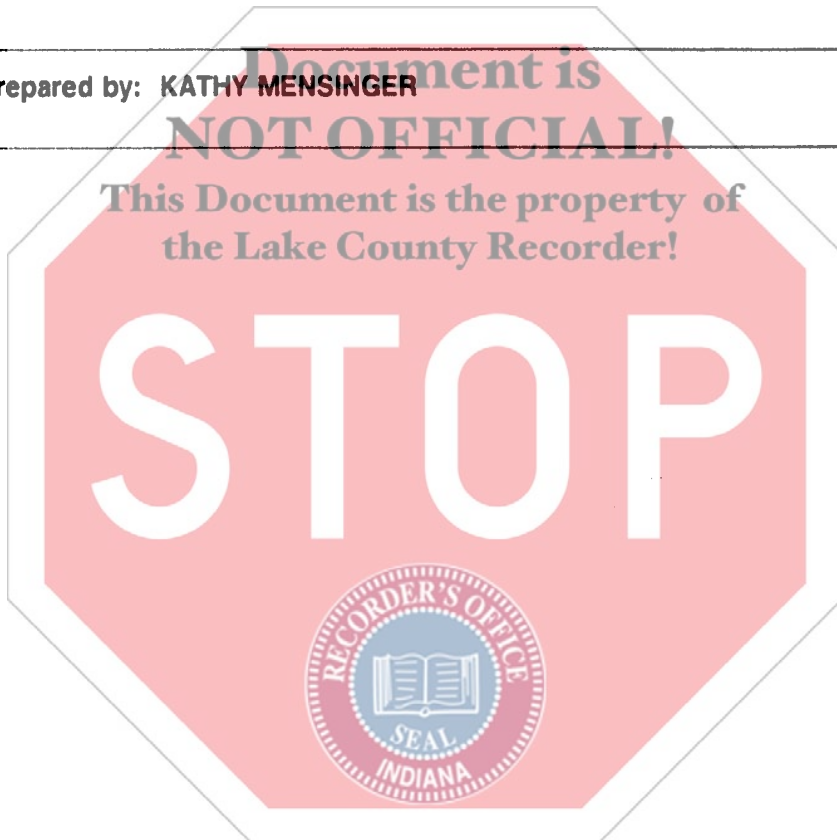 Document is
repared by: KATHY MENSINGER
NOT OFFICIAL!
This Document is the property of
the Lake County Recorder!
STOP
RECORDER'S OFFICE
SEAL
INDIANA